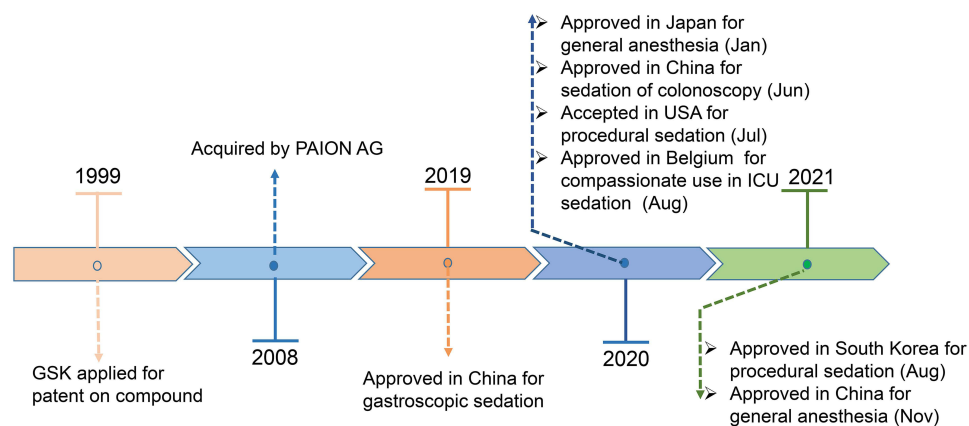 1999
GSK applied for
patent on compound
Acquired by PAION AG
2008
2019
Approved in China for
gastroscopic sedation
Approved in Japan for
general anesthesia (Jan)
Approved in China for
sedation of colonoscopy (Jun)
Accepted in USA for
procedural sedation (Jul)
Approved in Belgium for
compassionate use in ICU
sedation (Aug)
2020
2021
Approved in South Korea for
procedural sedation (Aug)
Approved in China for
general anesthesia (Nov)